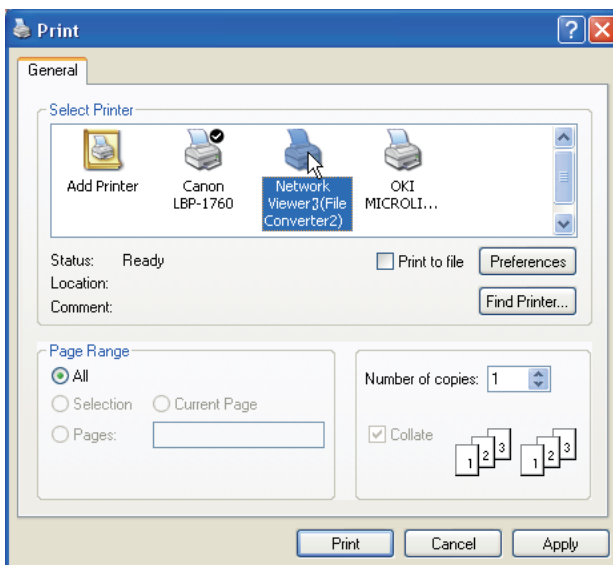 Print
General
Select Printer
Add Printer
Canon
LBP-1760
Network
Viewer3(File
Converter2)
OKI
MICROLI...
Status: Ready
Location:
Comment:
Print to file
Preferences
Find Printer...
Page Range
All
Selection
Current Page
Pages:
Number of copies: 1
Collate
1 2 3 1 2 3
Print
Cancel
Apply